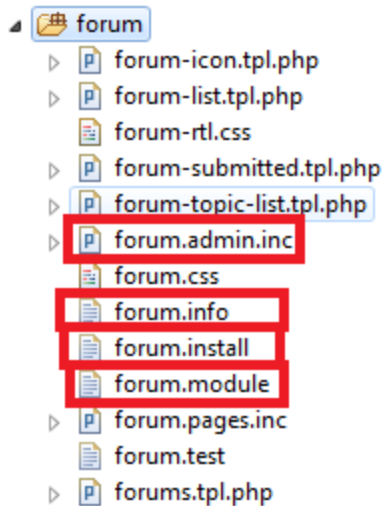 forum
forum-icon.tpl.php
forum-list.tpl.php
forum-rtl.css
forum-submitted.tpl.php
forum-topic-list.tpl.php
forum.admin.inc
forum.css
forum.info
forum.install
forum.module
forum.pages.inc
forum.test
forums.tpl.php